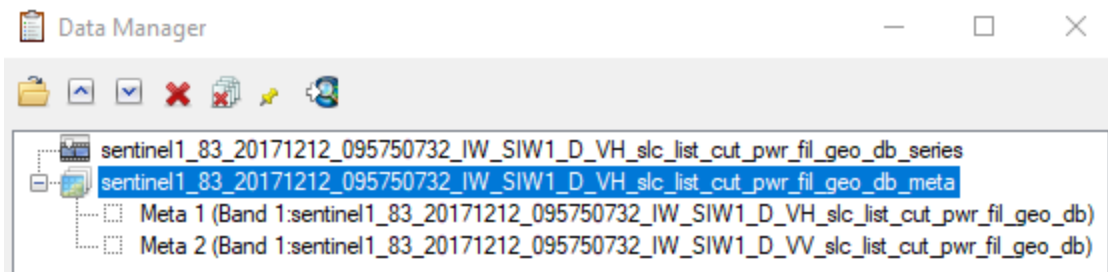 Data Manager
sentinel1_83_20171212_095750732_IW_SIW1_D_VH_slc_list_cut_pwr_fil_geo_db_series
sentinel1_83_20171212_095750732_IW_SIW1_D_VH_slc_list_cut_pwr_fil_geo_db_meta
Meta 1 (Band 1:sentinel1_83_20171212_095750732_IW_SIW1_D_VH_slc_list_cut_pwr_fil_geo_db)
Meta 2 (Band 1:sentinel1_83_20171212_095750732_IW_SIW1_D_VV_slc_list_cut_pwr_fil_geo_db)